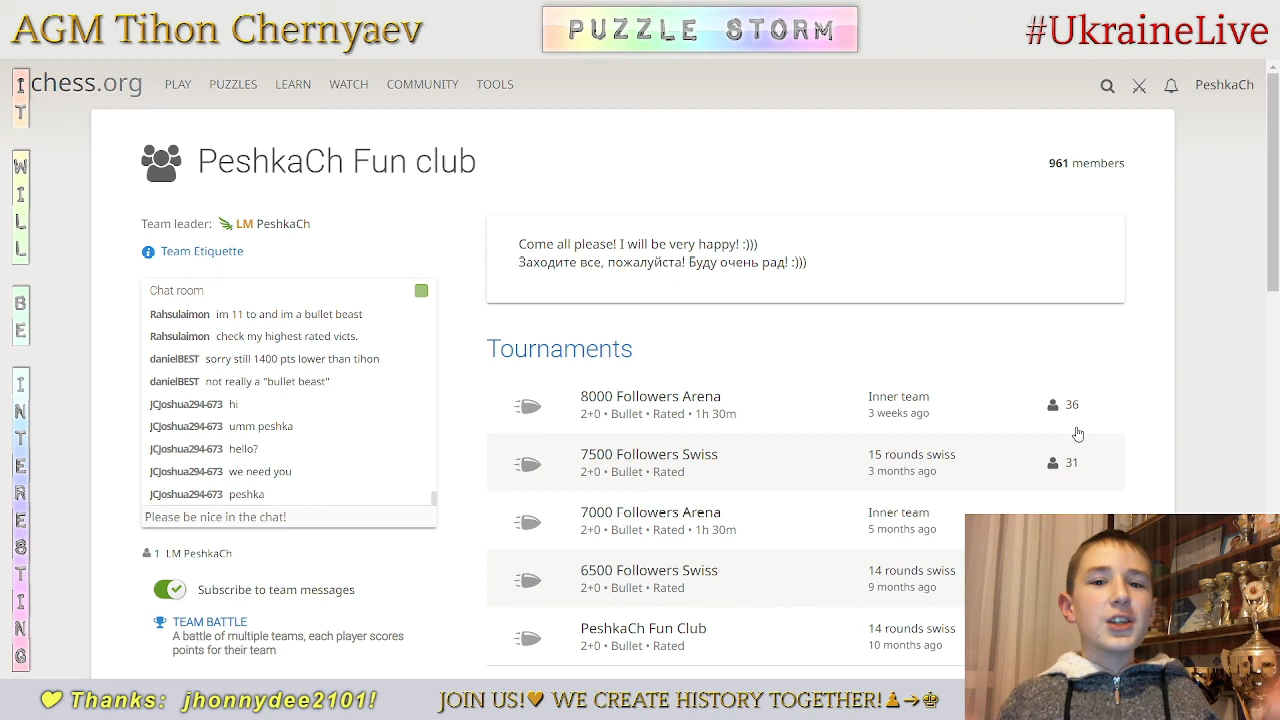 AGM Tihon Chernyaev
PUZZLE STORM
#UkraineLive
IT WILL BE INTERESTING
chess.org
PLAY PUZZLES LEARN WATCH COMMUNITY TOOLS
PeshkaCh
PeshkaCh Fun club
961 members
Team leader: LM PeshkaCh
Team Etiquette
Come all please! I will be very happy! :)))
Заходите все, пожалуйста! Буду очень рад! :)))
Chat room
Rahsulaimon im 11 to and im a bullet beast
Rahsulaimon check my highest rated victs.
danielBEST sorry still 1400 pts lower than tihon
danielBEST not really a "bullet beast"
JCJoshua294-673 hi
JCJoshua294-673 umm peshka
JCJoshua294-673 hello?
JCJoshua294-673 we need you
JCJoshua294-673 peshka
Please be nice in the chat!
1 LM PeshkaCh
Subscribe to team messages
TEAM BATTLE
A battle of multiple teams, each player scores
points for their team
Tournaments
8000 Followers Arena Inner team 36
2+0 • Bullet • Rated • 1h 30m 3 weeks ago
7500 Followers Swiss 15 rounds swiss 31
2+0 • Bullet • Rated 3 months ago
7000 Followers Arena Inner team
2+0 • Bullet • Rated • 1h 30m 5 months ago
6500 Followers Swiss 14 rounds swiss
2+0 • Bullet • Rated 9 months ago
PeshkaCh Fun Club 14 rounds swiss
2+0 • Bullet • Rated 10 months ago
Thanks: jhonnydee2101!
JOIN US! WE CREATE HISTORY TOGETHER!